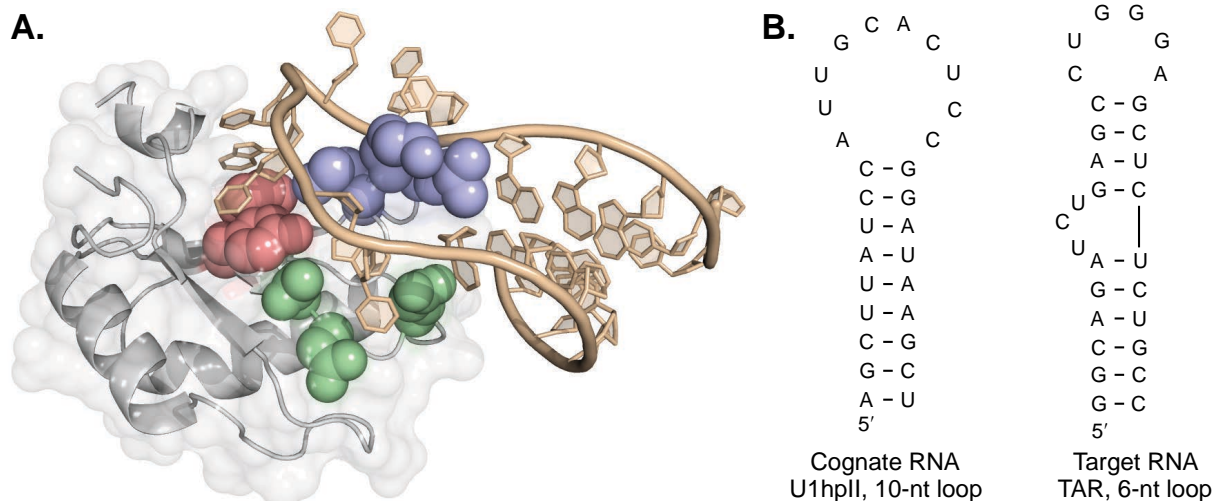 A.
B.
C A
G C
U U
U C
A C
C – G
C – G
U – A
A – U
U – A
U – A
C – G
G – C
A – U
5′
Cognate RNA
U1hpII, 10-nt loop
G G
U G
C A
C – G
G – C
A – U
G – C
U
C
U
A – U
G – C
A – U
C – G
G – C
G – C
5′
Target RNA
TAR, 6-nt loop